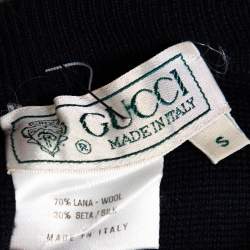 GUCCI
®
MADE IN ITALY
S
70% LANA - WOOL
30% SETA / SILK
MADE IN ITALY